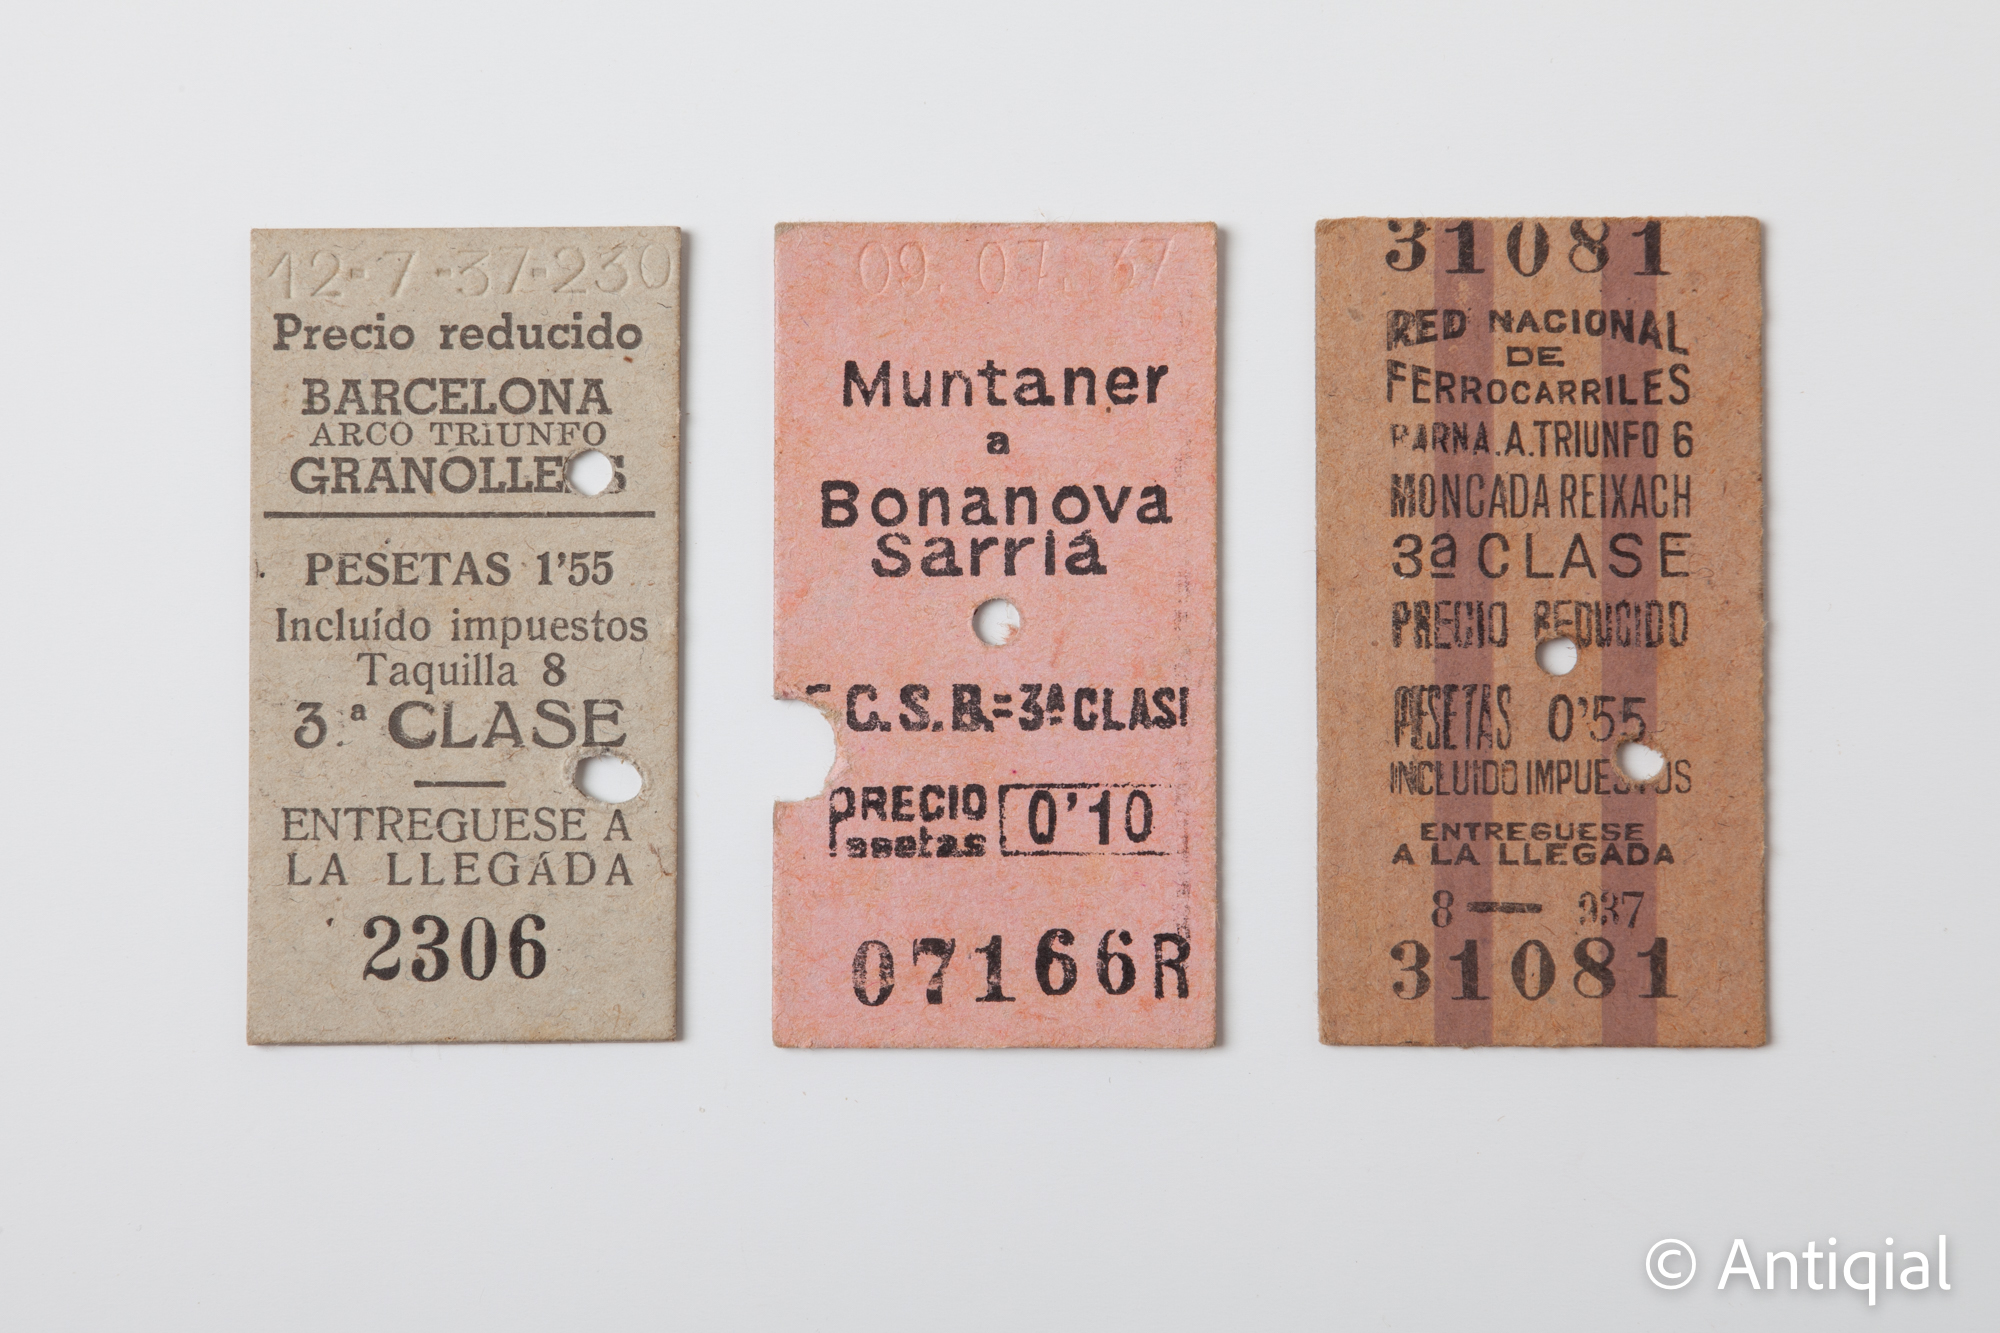 12-7-37-230
Precio reducido
BARCELONA
ARCO TRIUNFO
GRANOLLE S
PESETAS 1'55
Incluído impuestos
Taquilla 8
3.ª CLASE
ENTREGUESE A
LA LLEGADA
2306
09. 07. 37
Muntaner
a
Bonanova
Sarriá
C.S.B.=3ª CLAS
PRECIO
Pesetas 0'10
07166R
31081
RED NACIONAL
DE
FERROCARRILES
BARNA.A.TRIUNFO 6
MONCADA REIXACH
3ª CLASE
PRECIO REDUCIDO
PESETAS 0'55
INCLUIDO IMPUESTOS
ENTREGUESE
A LA LLEGADA
8 — 937
31081
© Antiqial